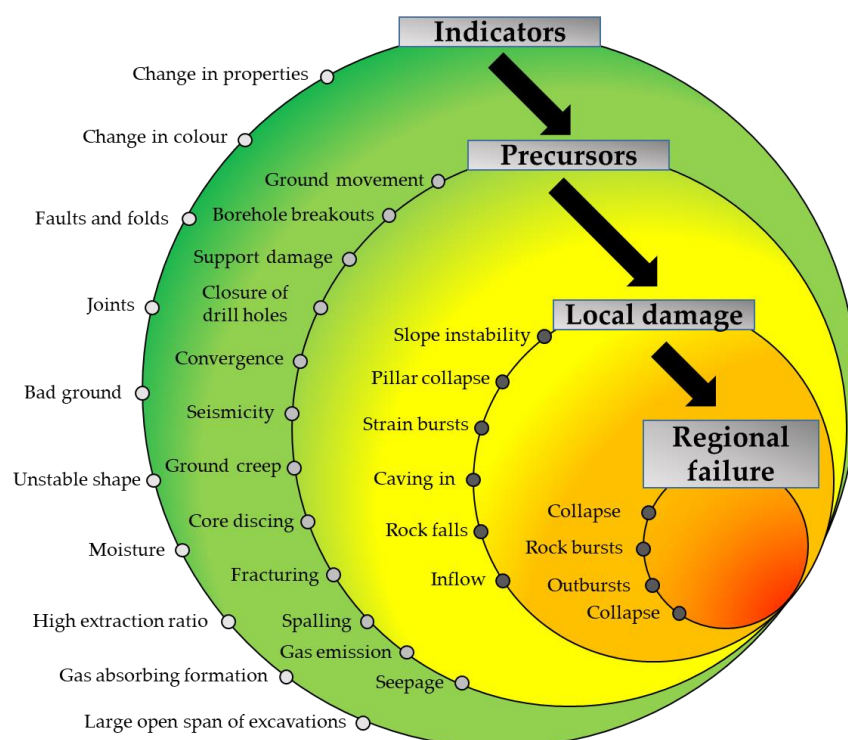 Indicators
Change in properties
Change in colour
Faults and folds
Joints
Bad ground
Unstable shape
Moisture
High extraction ratio
Gas absorbing formation
Large open span of excavations
Precursors
Ground movement
Borehole breakouts
Support damage
Closure of
drill holes
Convergence
Seismicity
Ground creep
Core discing
Fracturing
Spalling
Gas emission
Seepage
Local damage
Slope instability
Pillar collapse
Strain bursts
Caving in
Rock falls
Inflow
Regional
failure
Collapse
Rock bursts
Outbursts
Collapse